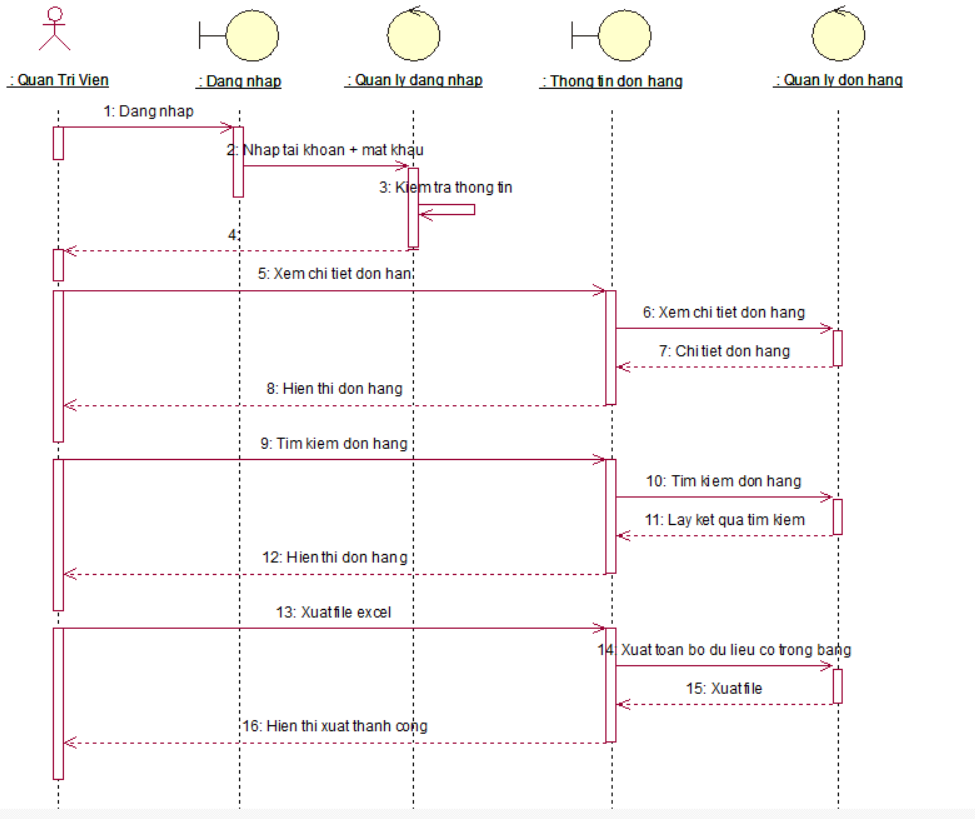 : Quan Tri Vien
: Dang nhap
: Quan ly dang nhap
: Thong tin don hang
: Quan ly don hang
1: Dang nhap
2: Nhap tai khoan + mat khau
3: Kiem tra thong tin
4:
5: Xem chi tiet don han
6: Xem chi tiet don hang
7: Chi tiet don hang
8: Hien thi don hang
9: Tim kiem don hang
10: Tim kiem don hang
11: Lay ket qua tim kiem
12: Hien thi don hang
13: Xuat file excel
14: Xuat toan bo du lieu co trong bang
15: Xuat file
16: Hien thi xuat thanh cong